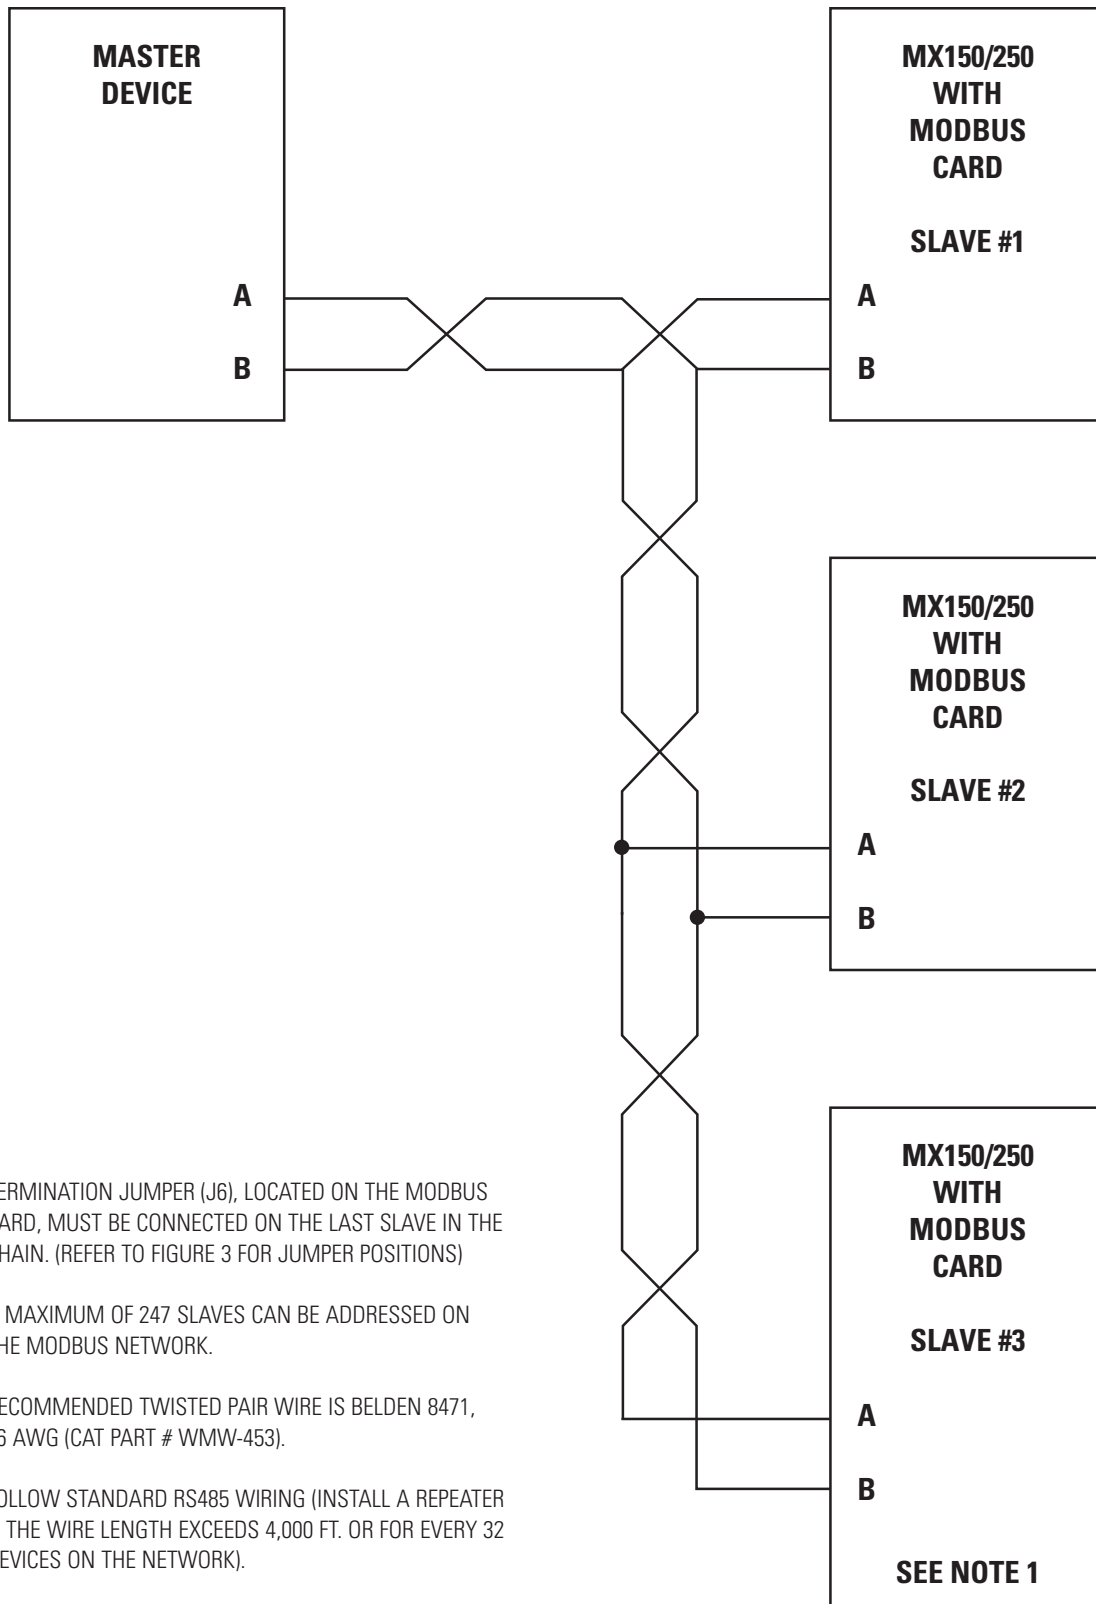 MASTER
DEVICE
A
B
MX150/250
WITH
MODBUS
CARD
SLAVE #1
A
B
MX150/250
WITH
MODBUS
CARD
SLAVE #2
A
B
MX150/250
WITH
MODBUS
CARD
SLAVE #3
A
B
SEE NOTE 1
ERMINATION JUMPER (J6), LOCATED ON THE MODBUS
ARD, MUST BE CONNECTED ON THE LAST SLAVE IN THE
HAIN. (REFER TO FIGURE 3 FOR JUMPER POSITIONS)
MAXIMUM OF 247 SLAVES CAN BE ADDRESSED ON
HE MODBUS NETWORK.
ECOMMENDED TWISTED PAIR WIRE IS BELDEN 8471,
6 AWG (CAT PART # WMW-453).
OLLOW STANDARD RS485 WIRING (INSTALL A REPEATER
THE WIRE LENGTH EXCEEDS 4,000 FT. OR FOR EVERY 32
EVICES ON THE NETWORK).